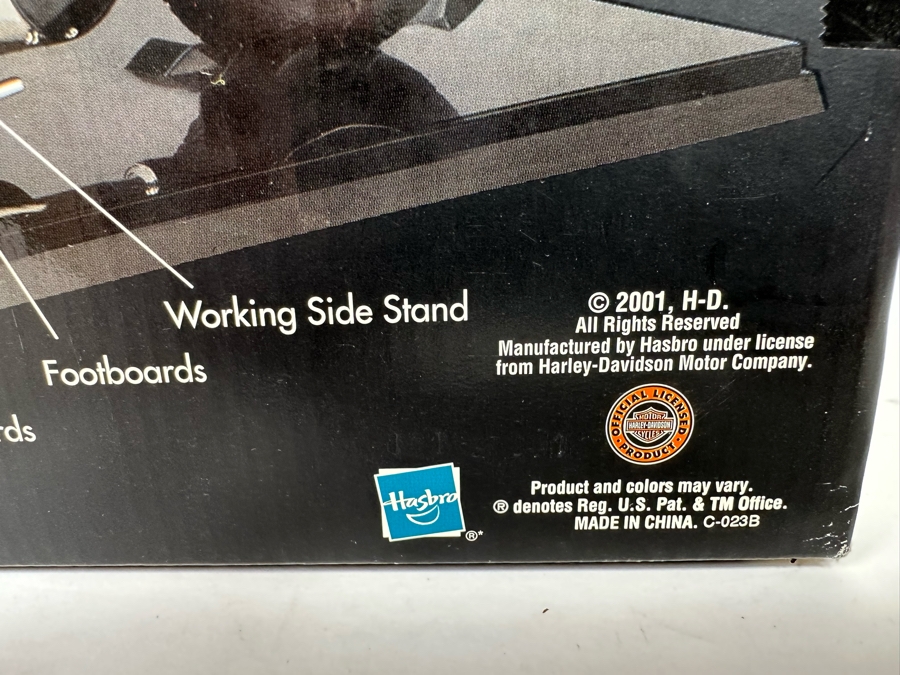 Working Side Stand
Footboards
rds
© 2001, H-D.
All Rights Reserved
Manufactured by Hasbro under license
from Harley-Davidson Motor Company.
OFFICIAL LICENSED
MOTOR
HARLEY-DAVIDSON
CYCLES
PRODUCT
Hasbro
®*
Product and colors may vary.
® denotes Reg. U.S. Pat. & TM Office.
MADE IN CHINA. C-023B